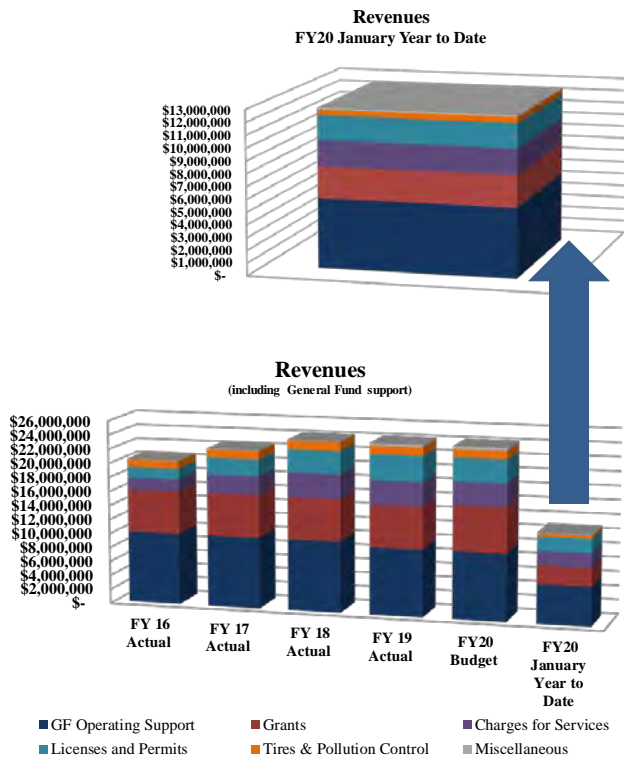 Revenues
FY20 January Year to Date
$13,000,000
$12,000,000
$11,000,000
$10,000,000
$9,000,000
$8,000,000
$7,000,000
$6,000,000
$5,000,000
$4,000,000
$3,000,000
$2,000,000
$1,000,000
$-
Revenues
(including General Fund support)
$26,000,000
$24,000,000
$22,000,000
$20,000,000
$18,000,000
$16,000,000
$14,000,000
$12,000,000
$10,000,000
$8,000,000
$6,000,000
$4,000,000
$2,000,000
$-
FY 16
Actual
FY 17
Actual
FY 18
Actual
FY 19
Actual
FY20
Budget
FY20
January
Year to
Date
GF Operating Support
Grants
Charges for Services
Licenses and Permits
Tires & Pollution Control
Miscellaneous